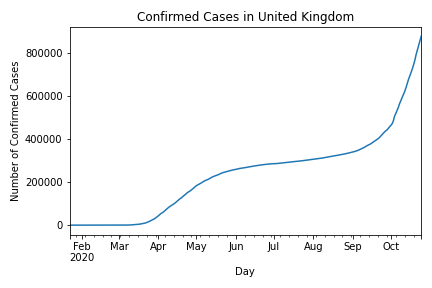 Confirmed Cases in United Kingdom
Number of Confirmed Cases
800000
600000
400000
200000
0
Feb Mar Apr May Jun Jul Aug Sep Oct
2020
Day